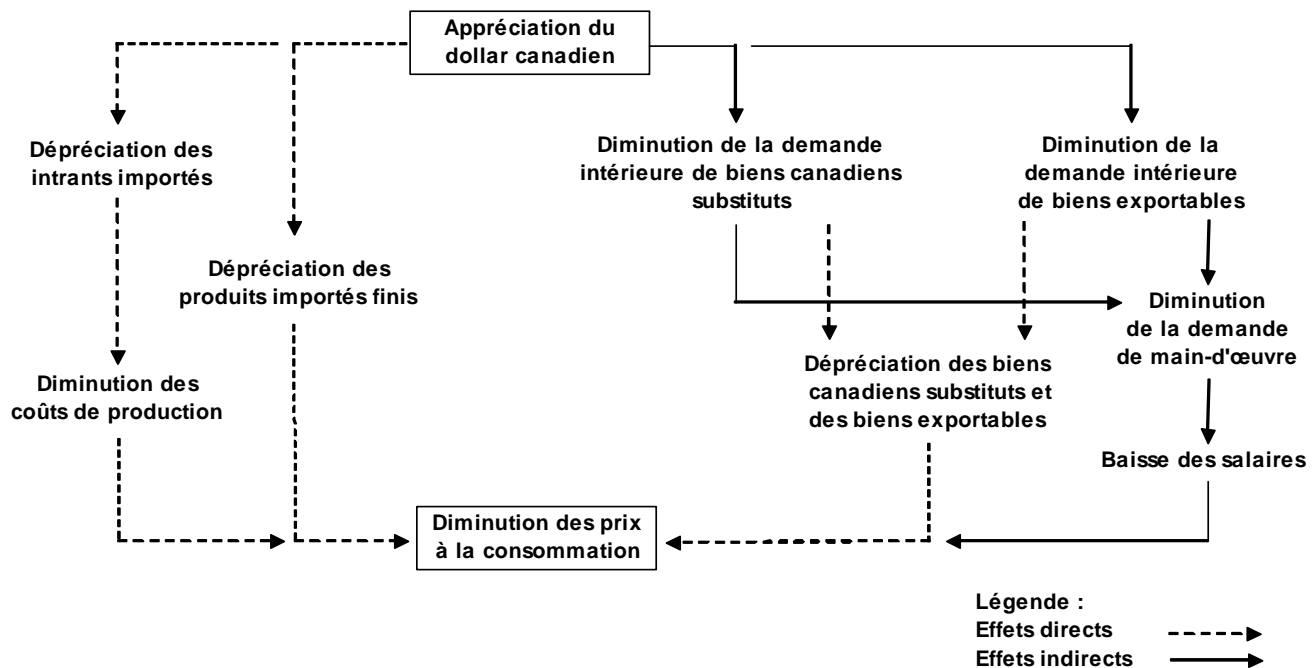 Appréciation du
dollar canadien
Dépréciation des
intrants importés
Diminution de la demande
intérieure de biens canadiens
substituts
Diminution de la
demande intérieure
de biens exportables
Dépréciation des
produits importés finis
Diminution
de la demande
de main-d'œuvre
Diminution des
coûts de production
Dépréciation des biens
canadiens substituts et
des biens exportables
Baisse des salaires
Diminution des prix
à la consommation
Légende :
Effets directs
Effets indirects